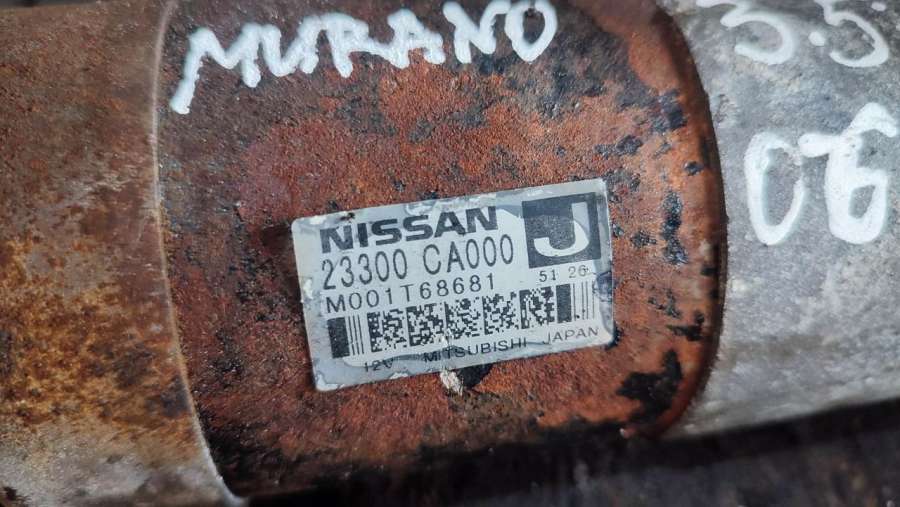 MURANO
3.5
06
NISSAN J
23300 CA000
M001T68681 51 26
12V MITSUBISHI JAPAN